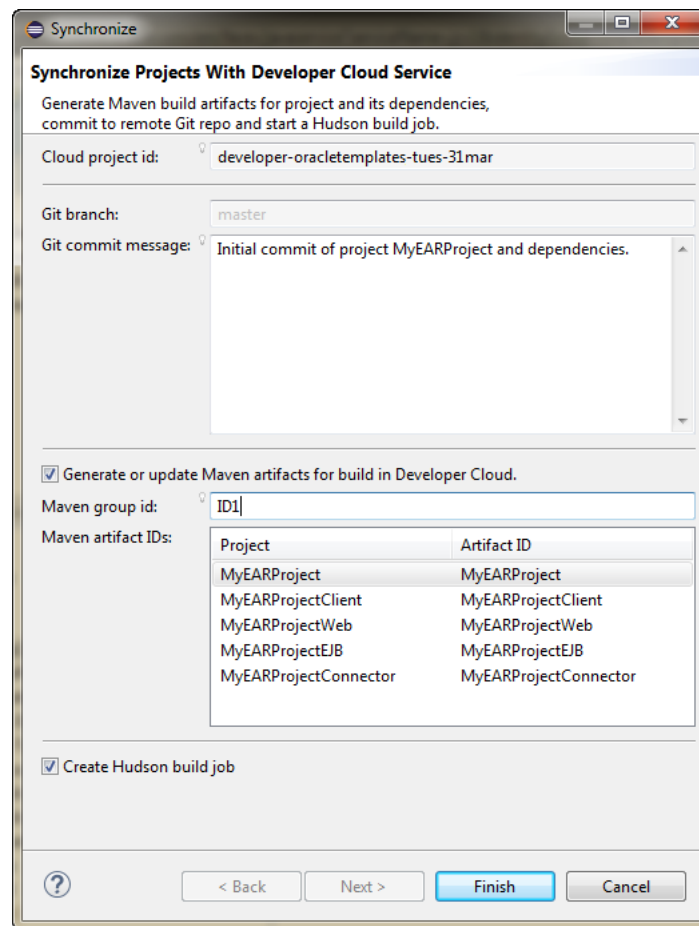 Synchronize
Synchronize Projects With Developer Cloud Service
Generate Maven build artifacts for project and its dependencies,
commit to remote Git repo and start a Hudson build job.
Cloud project id: developer-oracletemplates-tues-31mar
Git branch: master
Git commit message: Initial commit of project MyEARProject and dependencies.
Generate or update Maven artifacts for build in Developer Cloud.
Maven group id: ID1
Maven artifact IDs:
Project Artifact ID
MyEARProject MyEARProject
MyEARProjectClient MyEARProjectClient
MyEARProjectWeb MyEARProjectWeb
MyEARProjectEJB MyEARProjectEJB
MyEARProjectConnector MyEARProjectConnector
Create Hudson build job
? < Back Next > Finish Cancel